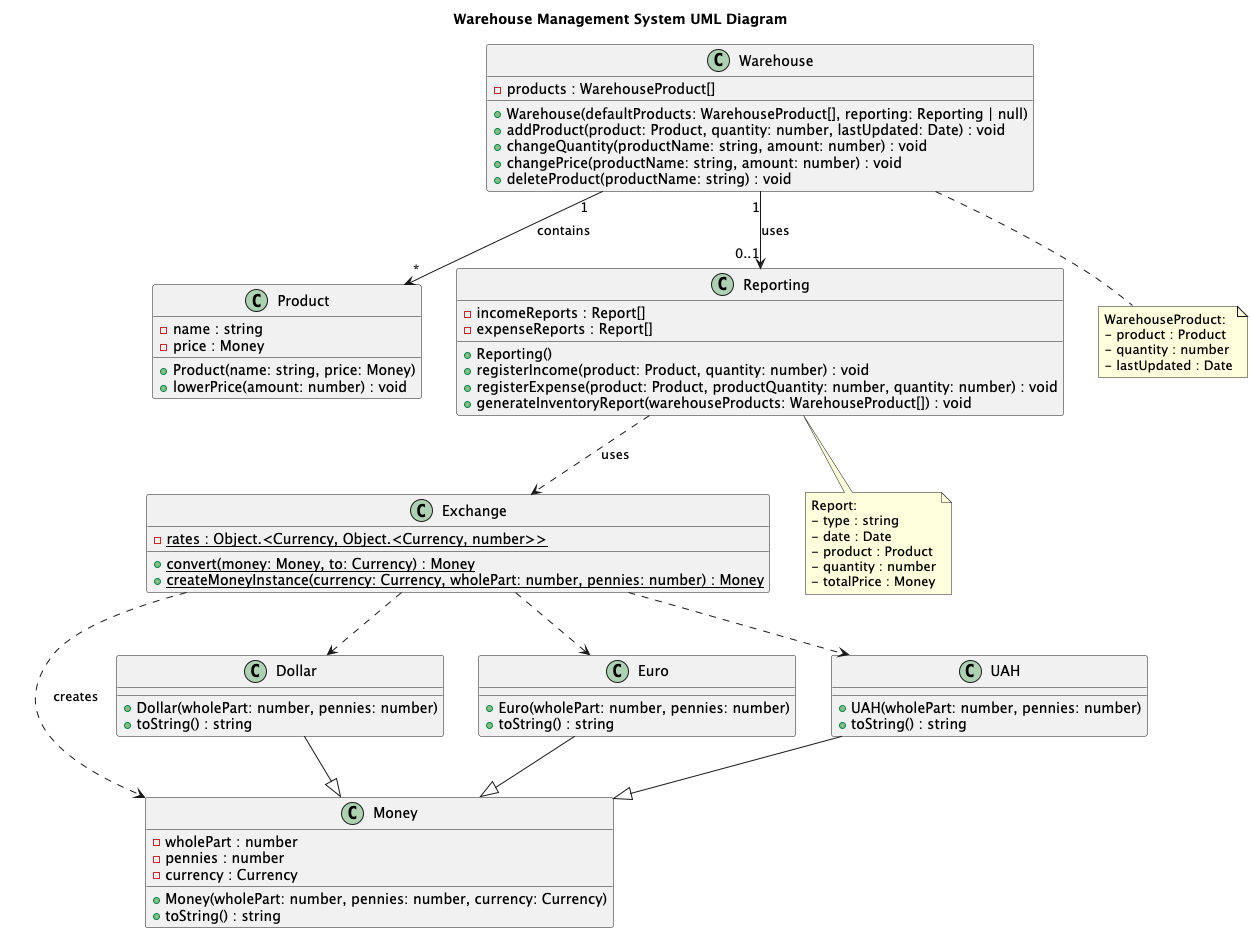 Warehouse Management System UML Diagram
C Warehouse
products : WarehouseProduct[]
Warehouse(defaultProducts: WarehouseProduct[], reporting: Reporting | null)
addProduct(product: Product, quantity: number, lastUpdated: Date) : void
changeQuantity(productName: string, amount: number) : void
changePrice(productName: string, amount: number) : void
deleteProduct(productName: string) : void
1
contains
*
1
uses
0..1
C Product
name : string
price : Money
Product(name: string, price: Money)
lowerPrice(amount: number) : void
C Reporting
incomeReports : Report[]
expenseReports : Report[]
Reporting()
registerIncome(product: Product, quantity: number) : void
registerExpense(product: Product, productQuantity: number, quantity: number) : void
generateInventoryReport(warehouseProducts: WarehouseProduct[]) : void
WarehouseProduct:
- product : Product
- quantity : number
- lastUpdated : Date
uses
C Exchange
rates : Object.<Currency, Object.<Currency, number>>
convert(money: Money, to: Currency) : Money
createMoneyInstance(currency: Currency, wholePart: number, pennies: number) : Money
Report:
- type : string
- date : Date
- product : Product
- quantity : number
- totalPrice : Money
creates
C Dollar
Dollar(wholePart: number, pennies: number)
toString() : string
C Euro
Euro(wholePart: number, pennies: number)
toString() : string
C UAH
UAH(wholePart: number, pennies: number)
toString() : string
C Money
wholePart : number
pennies : number
currency : Currency
Money(wholePart: number, pennies: number, currency: Currency)
toString() : string